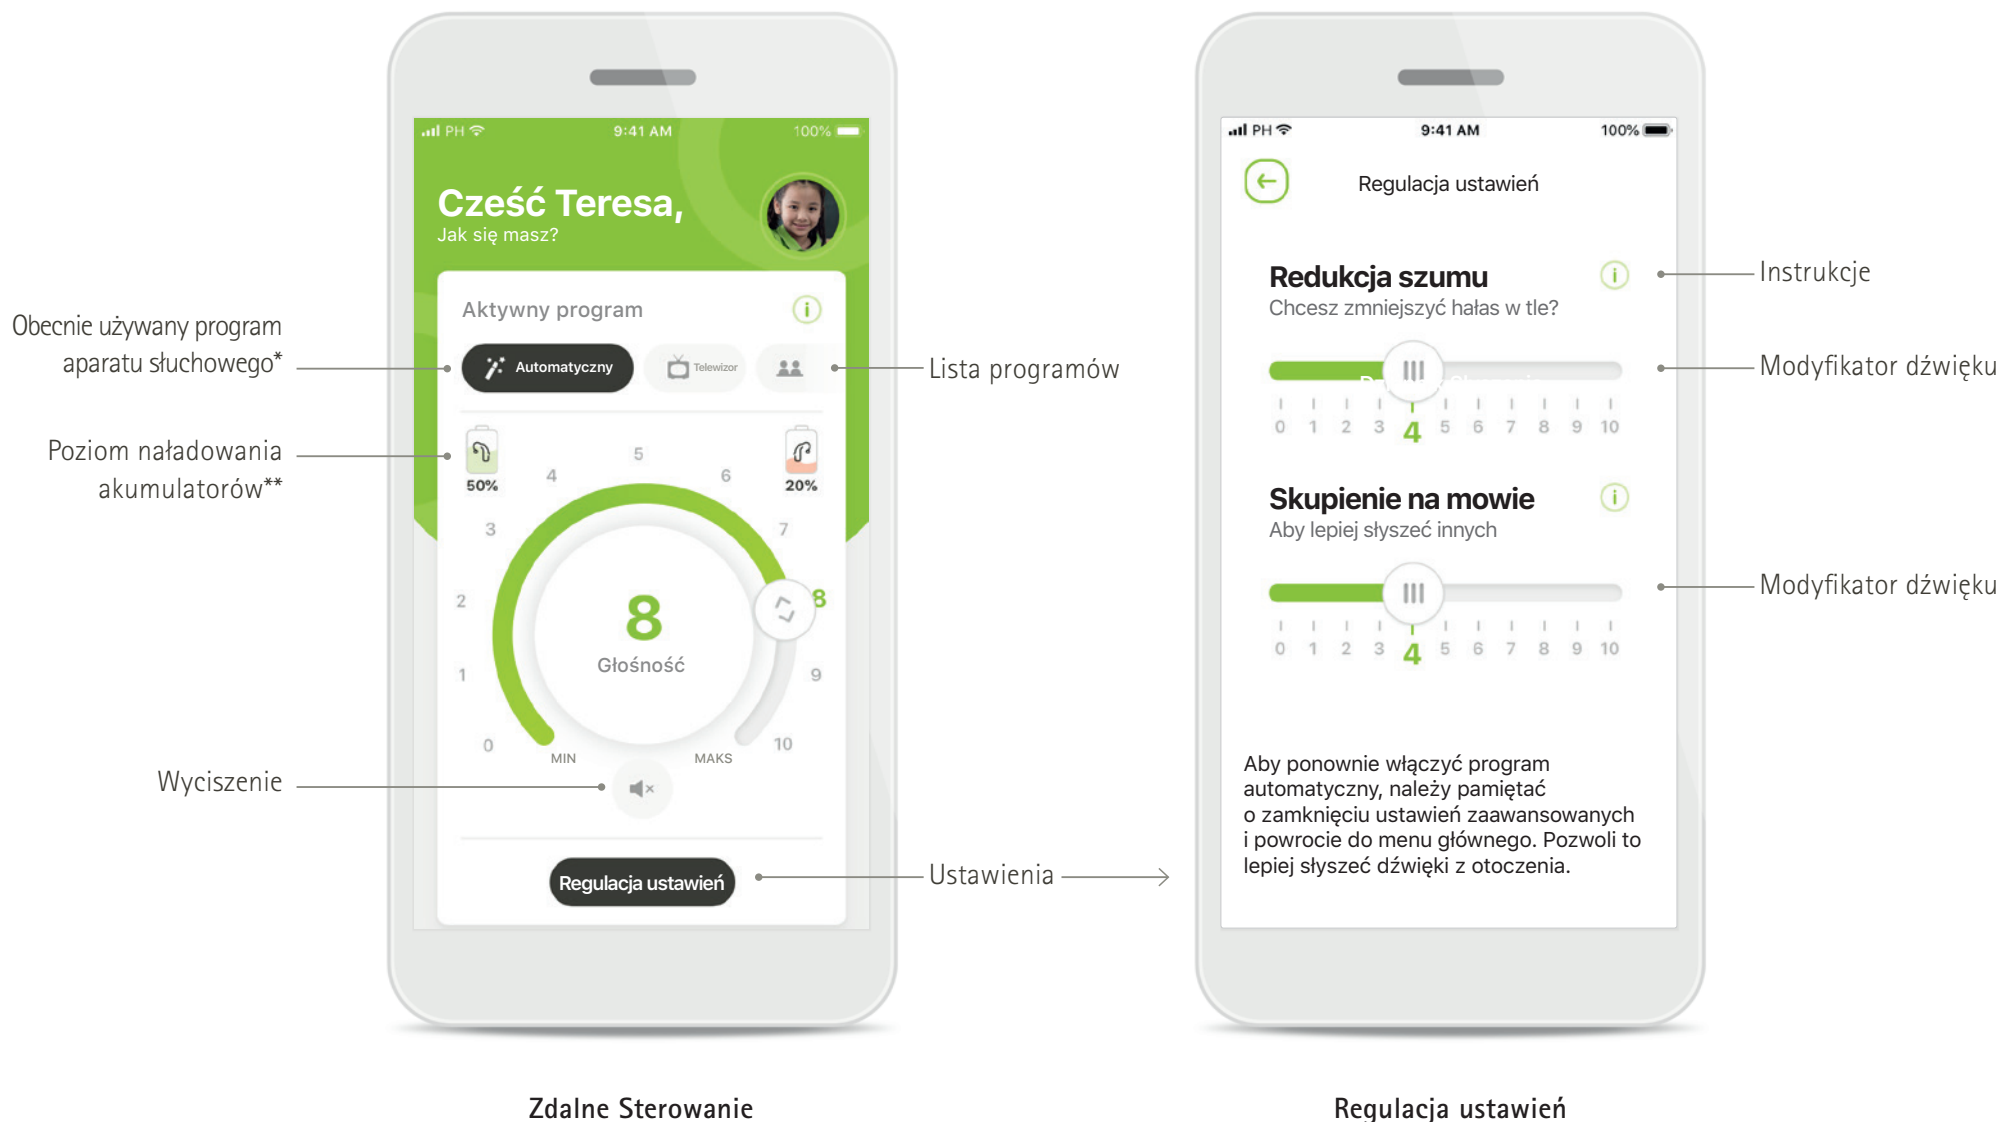 PH
9:41 AM
100%
Cześć Teresa,
Jak się masz?
Aktywny program
Automatyczny
Telewizor
50%
20%
0
1
2
3
4
5
6
7
8
9
10
8
Głośność
MIN
MAKS
Regulacja ustawień
Obecnie używany program
aparatu słuchowego*
Poziom naładowania
akumulatorów**
Wyciszenie
Lista programów
Ustawienia
Zdalne Sterowanie
PH
9:41 AM
100%
Regulacja ustawień
Redukcja szumu
Chcesz zmniejszyć hałas w tle?
0 1 2 3 4 5 6 7 8 9 10
Skupienie na mowie
Aby lepiej słyszeć innych
0 1 2 3 4 5 6 7 8 9 10
Aby ponownie włączyć program
automatyczny, należy pamiętać
o zamknięciu ustawień zaawansowanych
i powrocie do menu głównego. Pozwoli to
lepiej słyszeć dźwięki z otoczenia.
Instrukcje
Modyfikator dźwięku
Modyfikator dźwięku
Regulacja ustawień